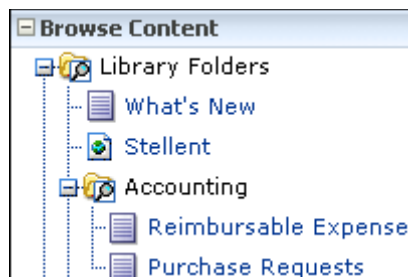 Browse Content
Library Folders
What's New
Stellent
Accounting
Reimbursable Expense
Purchase Requests